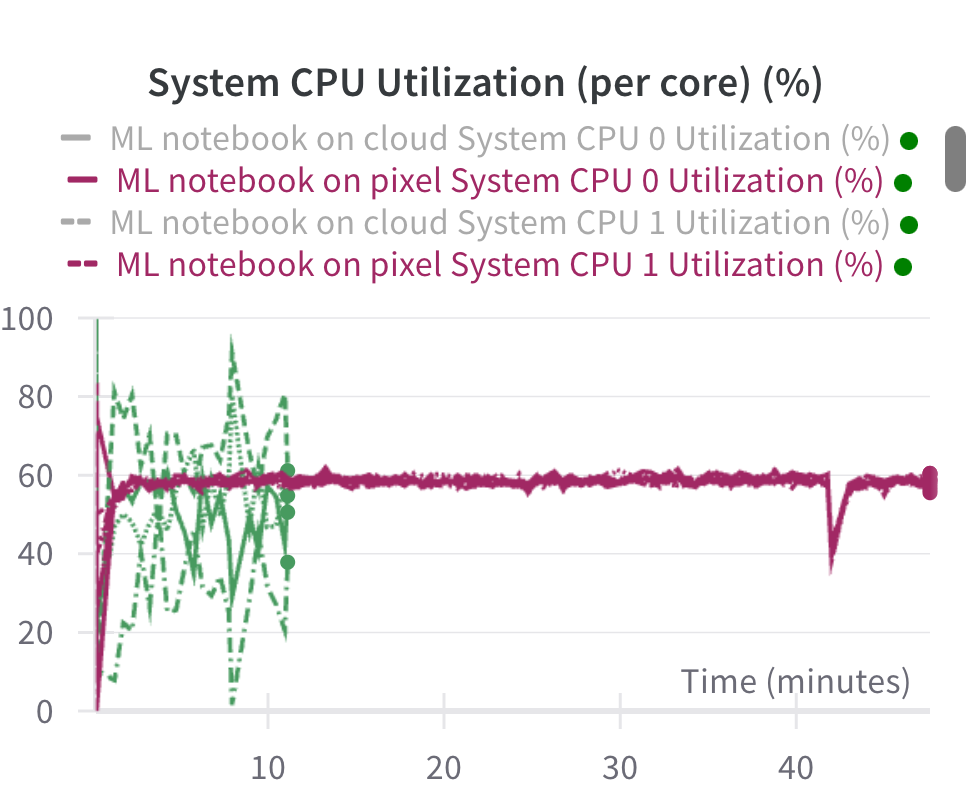 System CPU Utilization (per core) (%)
ML notebook on cloud System CPU 0 Utilization (%)
ML notebook on pixel System CPU 0 Utilization (%)
ML notebook on cloud System CPU 1 Utilization (%)
ML notebook on pixel System CPU 1 Utilization (%)
100
80
60
40
20
Time (minutes)
0
10 20 30 40